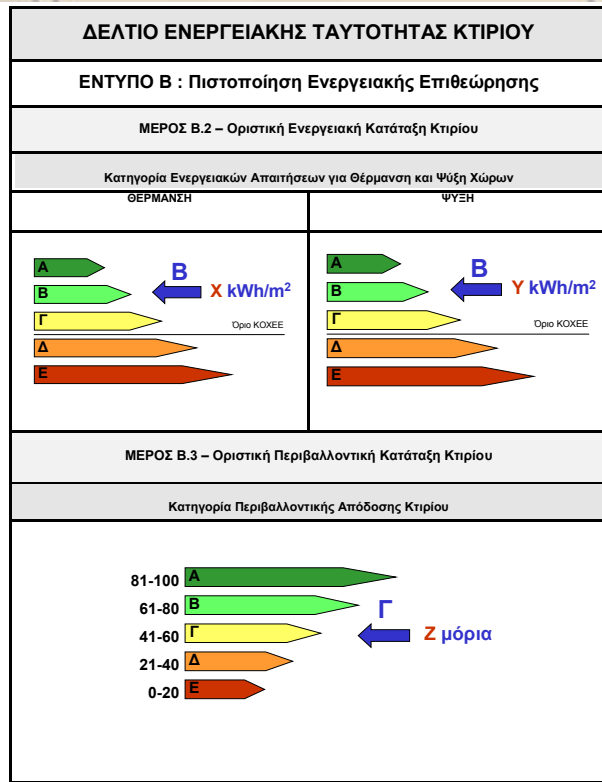 ΔΕΛΤΙΟ ΕΝΕΡΓΕΙΑΚΗΣ ΤΑΥΤΟΤΗΤΑΣ ΚΤΙΡΙΟΥ
ΕΝΤΥΠΟ Β : Πιστοποίηση Ενεργειακής Επιθεώρησης
ΜΕΡΟΣ Β.2 – Οριστική Ενεργειακή Κατάταξη Κτιρίου
Κατηγορία Ενεργειακών Απαιτήσεων για Θέρμανση και Ψύξη Χώρων
ΘΕΡΜΑΝΣΗ
Α
Β
Γ
Δ
Ε
Β
Χ kWh/m²
Όριο ΚΟΧΕΕ
ΨΥΞΗ
Α
Β
Γ
Δ
Ε
Β
Υ kWh/m²
Όριο ΚΟΧΕΕ
ΜΕΡΟΣ Β.3 – Οριστική Περιβαλλοντική Κατάταξη Κτιρίου
Κατηγορία Περιβαλλοντικής Απόδοσης Κτιρίου
81-100 Α
61-80 Β
41-60 Γ
21-40 Δ
0-20 Ε
Γ
Ζ μόρια